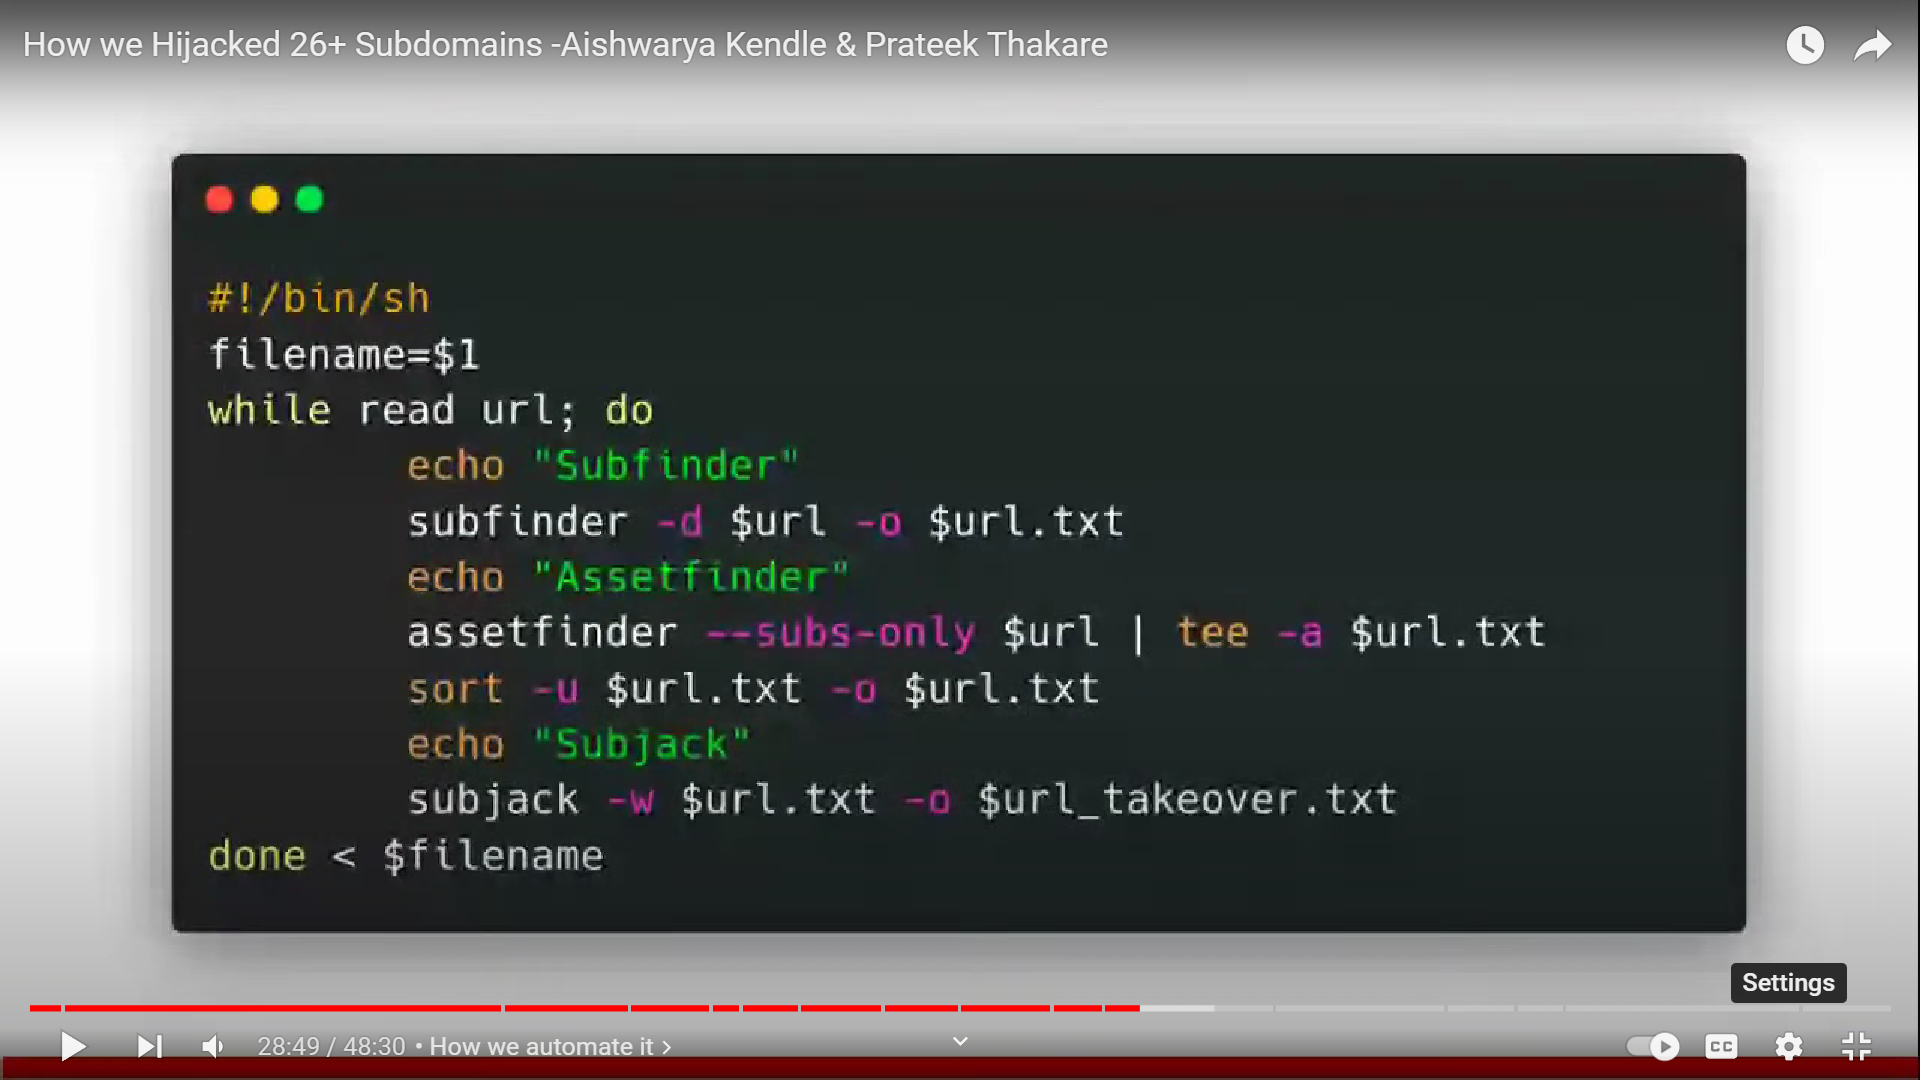 How we Hijacked 26+ Subdomains -Aishwarya Kendle & Prateek Thakare
#!/bin/sh
filename=$1
while read url; do
        echo "Subfinder"
        subfinder -d $url -o $url.txt
        echo "Assetfinder"
        assetfinder --subs-only $url | tee -a $url.txt
        sort -u $url.txt -o $url.txt
        echo "Subjack"
        subjack -w $url.txt -o $url_takeover.txt
done < $filename
Settings
28:49 / 48:30 • How we automate it ›
CC